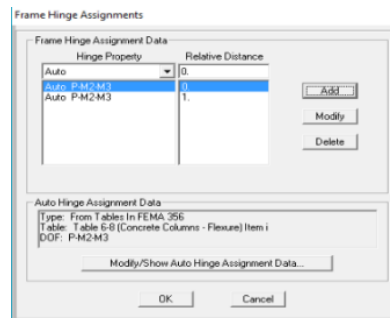 Frame Hinge Assignments
Frame Hinge Assignment Data
Hinge Property Relative Distance
Auto 0.
Auto P-M2-M3 0.
Auto P-M2-M3 1.
Add
Modify
Delete
Auto Hinge Assignment Data
Type: From Tables In FEMA 356
Table: Table 6-8 (Concrete Columns - Flexure) Item i
DOF: P-M2-M3
Modify/Show Auto Hinge Assignment Data...
OK Cancel